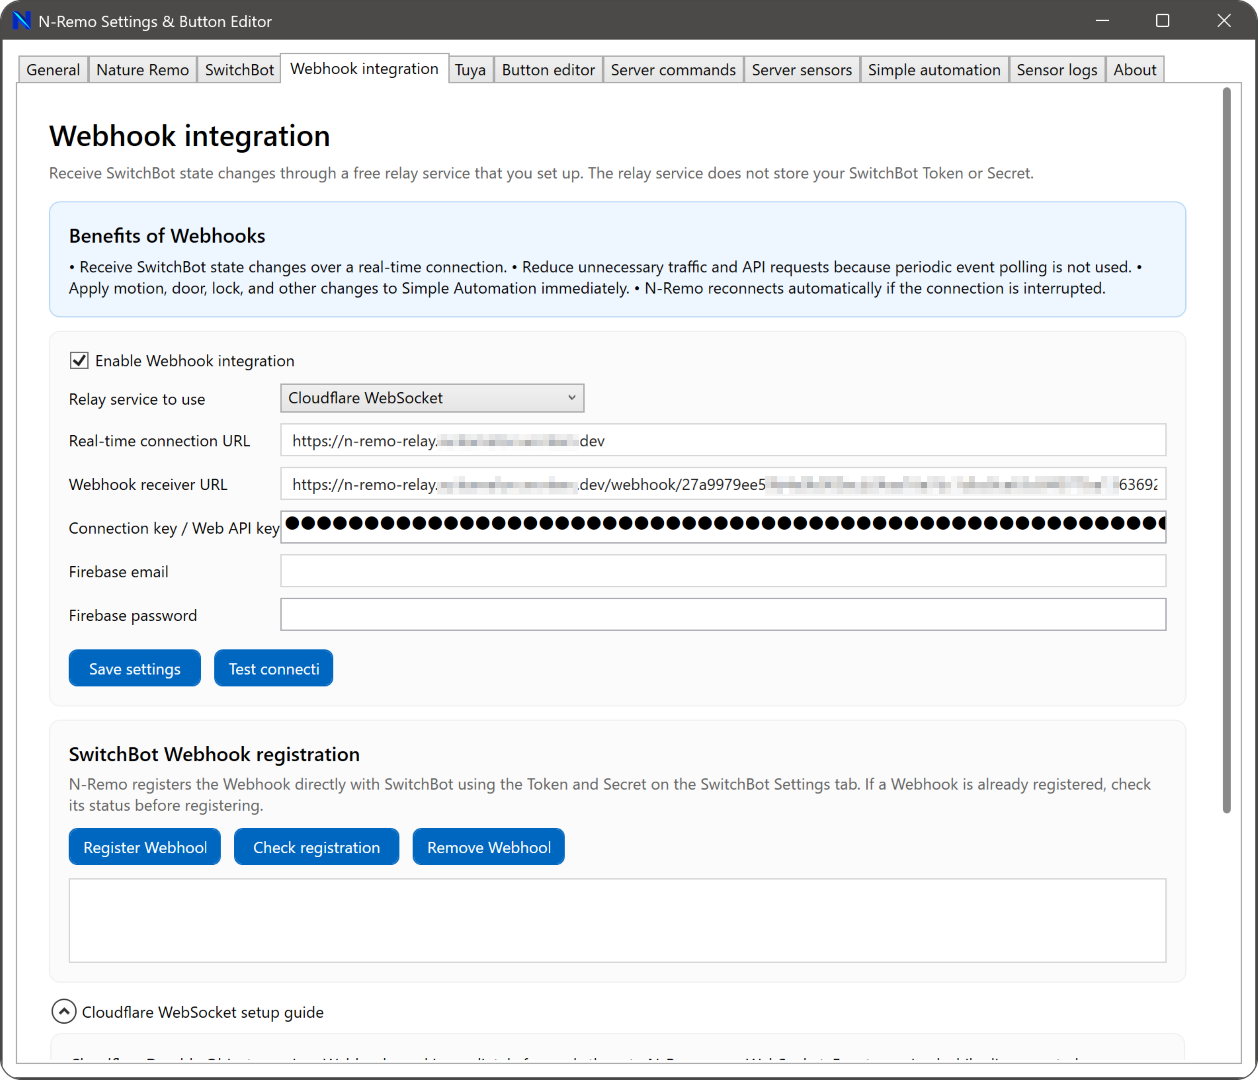 N-Remo Settings & Button Editor
General Nature Remo SwitchBot Webhook integration Tuya Button editor Server commands Server sensors Simple automation Sensor logs About
Webhook integration
Receive SwitchBot state changes through a free relay service that you set up. The relay service does not store your SwitchBot Token or Secret.
Benefits of Webhooks
• Receive SwitchBot state changes over a real-time connection. • Reduce unnecessary traffic and API requests because periodic event polling is not used. •
Apply motion, door, lock, and other changes to Simple Automation immediately. • N-Remo reconnects automatically if the connection is interrupted.
Enable Webhook integration
Relay service to use Cloudflare WebSocket
Real-time connection URL https://n-remo-relay. dev
Webhook receiver URL https://n-remo-relay. .dev/webhook/27a9979ee5 63692
Connection key / Web API key
Firebase email
Firebase password
Save settings Test connecti
SwitchBot Webhook registration
N-Remo registers the Webhook directly with SwitchBot using the Token and Secret on the SwitchBot Settings tab. If a Webhook is already registered, check
its status before registering.
Register Webhool Check registration Remove Webhool
Cloudflare WebSocket setup guide